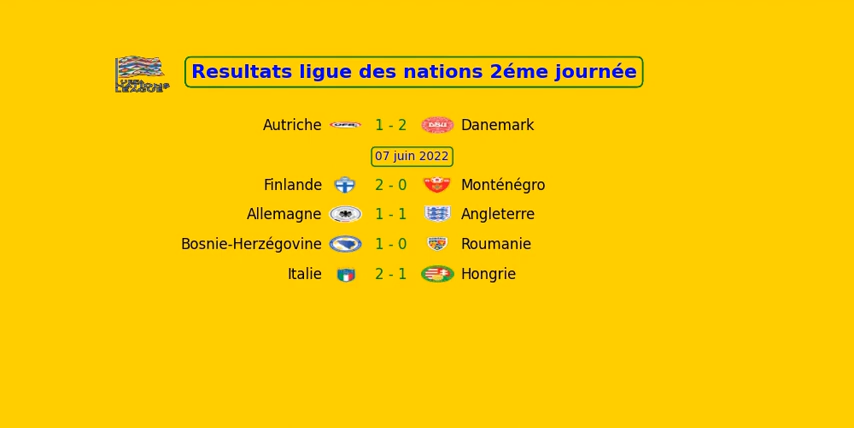 Resultats ligue des nations 2éme journée
Autriche 1 - 2 Danemark
07 juin 2022
Finlande 2 - 0 Monténégro
Allemagne 1 - 1 Angleterre
Bosnie-Herzégovine 1 - 0 Roumanie
Italie 2 - 1 Hongrie